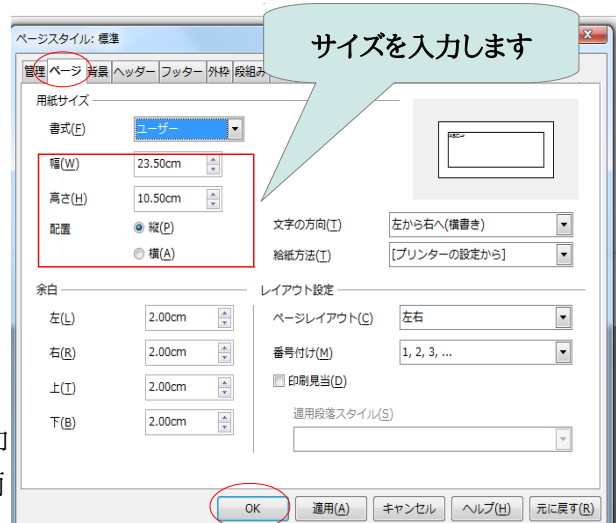 サイズを入力します
ページスタイル: 標準
管理 ページ 背景 ヘッダー フッター 外枠 段組み
用紙サイズ
書式(F) ユーザー
幅(W) 23.50cm
高さ(H) 10.50cm
配置 縦(P)
横(A)
文字の方向(T) 左から右へ(横書き)
給紙方法(T) [プリンターの設定から]
余白
左(L) 2.00cm
右(R) 2.00cm
上(T) 2.00cm
下(B) 2.00cm
レイアウト設定
ページレイアウト(C) 左右
番号付け(M) 1, 2, 3, ...
印刷見当(D)
適用段落スタイル(S)
OK 適用(A) キャンセル ヘルプ(H) 元に戻す(R)